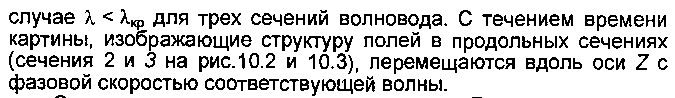 случае λ < λкр для трех сечений волновода. С течением времени
картины, изображающие структуру полей в продольных сечениях
(сечения 2 и 3 на рис.10.2 и 10.3), перемещаются вдоль оси Z с
фазовой скоростью соответствующей волны.